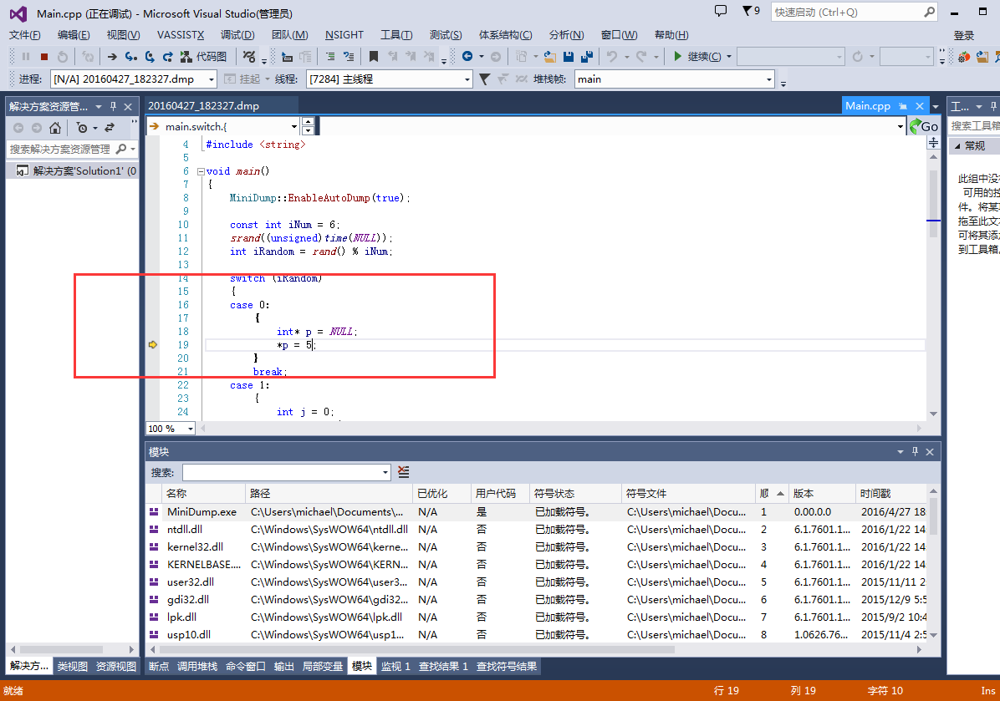 Main.cpp (正在调试) - Microsoft Visual Studio(管理员)
9
快速启动 (Ctrl+Q)
文件(F) 编辑(E) 视图(V) VASSISTX 调试(D) 团队(M) NSIGHT 工具(T) 测试(S) 体系结构(C) 分析(N) 窗口(W) 帮助(H)
登录
代码图 继续(C)
进程: [N/A] 20160427_182327.dmp 挂起 线程: [7284] 主线程 堆栈帧: main
解决方案资源管...
20160427_182327.dmp
Main.cpp
工...
main.switch.{
Go
搜索工具箱
搜索解决方案资源管理
常规
解决方案'Solution1' (0
4 #include <string>
5
6 void main()
7 {
8 MiniDump::EnableAutoDump(true);
9
10 const int iNum = 6;
11 srand((unsigned)time(NULL));
12 int iRandom = rand() % iNum;
13
14 switch (iRandom)
15 {
16 case 0:
17 {
18 int* p = NULL;
19 *p = 5;
20 }
21 break;
22 case 1:
23 {
24 int j = 0;
此组中没
可用的控
件。将某
拖至此文
可将其添
到工具箱。
100 %
模块
搜索:
名称 路径 已优化 用户代码 符号状态 符号文件 顺 版本 时间戳
MiniDump.exe C:\Users\michael\Documents\... N/A 是 已加载符号。 C:\Users\michael\Docu... 1 0.00.0.0 2016/4/27 18
ntdll.dll C:\Windows\SysWOW64\ntdll.dll N/A 否 已加载符号。 C:\Users\michael\Docu... 2 6.1.7601.1... 2016/1/22 14
kernel32.dll C:\Windows\SysWOW64\kerne... N/A 否 已加载符号。 C:\Users\michael\Docu... 3 6.1.7601.1... 2016/1/22 14
KERNELBASE.... C:\Windows\SysWOW64\KERN... N/A 否 已加载符号。 C:\Users\michael\Docu... 4 6.1.7601.1... 2016/1/22 14
user32.dll C:\Windows\SysWOW64\user3... N/A 否 已加载符号。 C:\Users\michael\Docu... 5 6.1.7601.1... 2015/11/11 2
gdi32.dll C:\Windows\SysWOW64\gdi32... N/A 否 已加载符号。 C:\Users\michael\Docu... 6 6.1.7601.1... 2015/12/9 5:5
lpk.dll C:\Windows\SysWOW64\lpk.dll N/A 否 已加载符号。 C:\Users\michael\Docu... 7 6.1.7601.1... 2015/9/2 10:4
usp10.dll C:\Windows\SysWOW64\usp1... N/A 否 已加载符号。 C:\Users\michael\Docu... 8 1.0626.76... 2015/11/4 2:5
解决方... 类视图 资源视图 断点 调用堆栈 命令窗口 输出 局部变量 模块 监视 1 查找结果 1 查找符号结果
就绪 行 19 列 19 字符 10 Ins